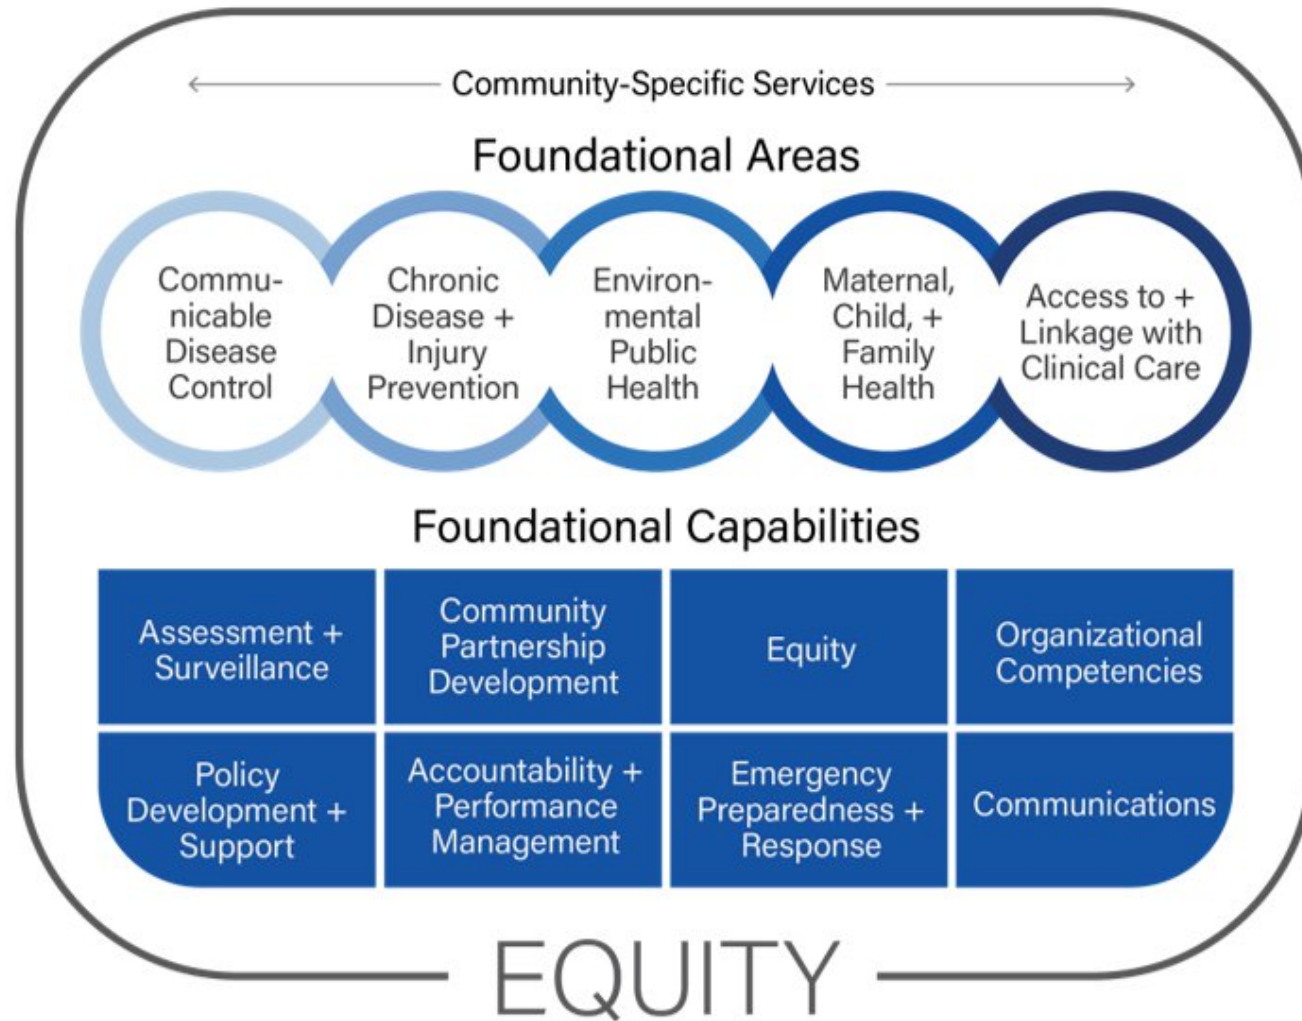 Community-Specific Services
Foundational Areas
Commu-
nicable
Disease
Control
Chronic
Disease +
Injury
Prevention
Environ-
mental
Public
Health
Maternal,
Child, +
Family
Health
Access to +
Linkage with
Clinical Care
Foundational Capabilities
Assessment +
Surveillance
Community
Partnership
Development
Equity
Organizational
Competencies
Policy
Development +
Support
Accountability +
Performance
Management
Emergency
Preparedness +
Response
Communications
EQUITY